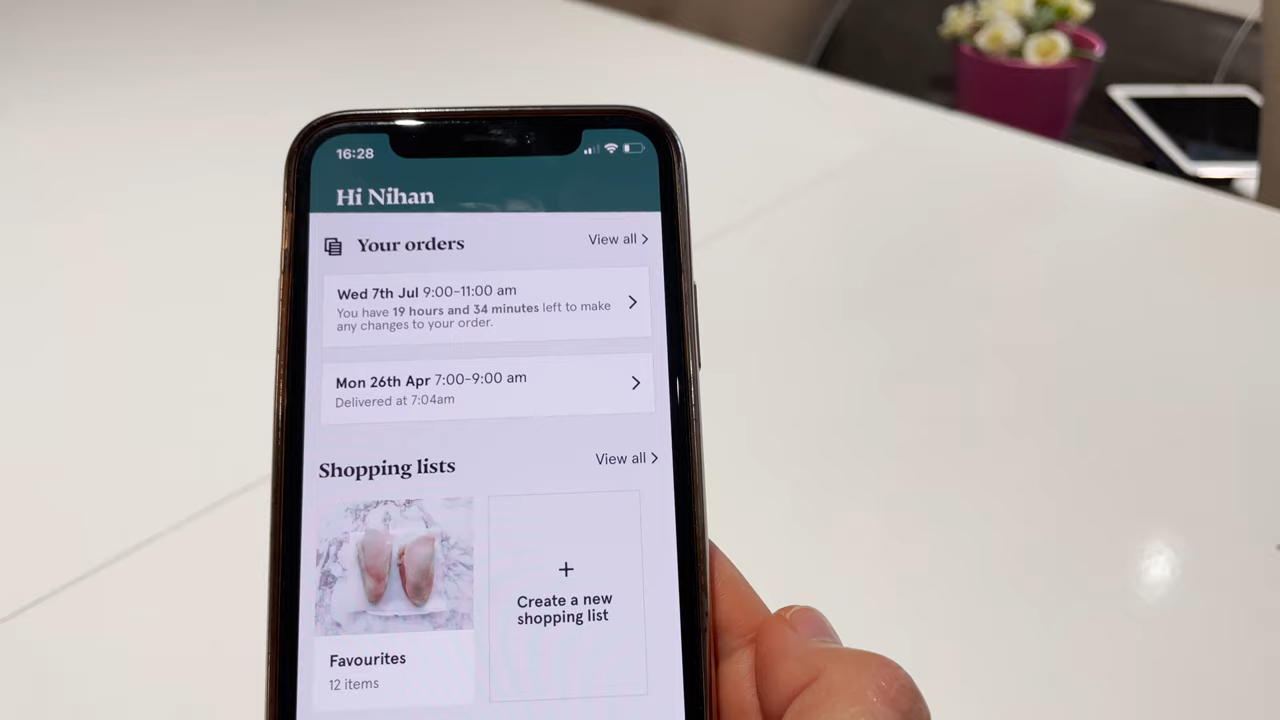 16:28
Hi Nihan
Your orders
View all
Wed 7th Jul 9:00-11:00 am
You have 19 hours and 34 minutes left to make
any changes to your order.
Mon 26th Apr 7:00-9:00 am
Delivered at 7:04am
Shopping lists
View all
+
Create a new
shopping list
Favourites
12 items